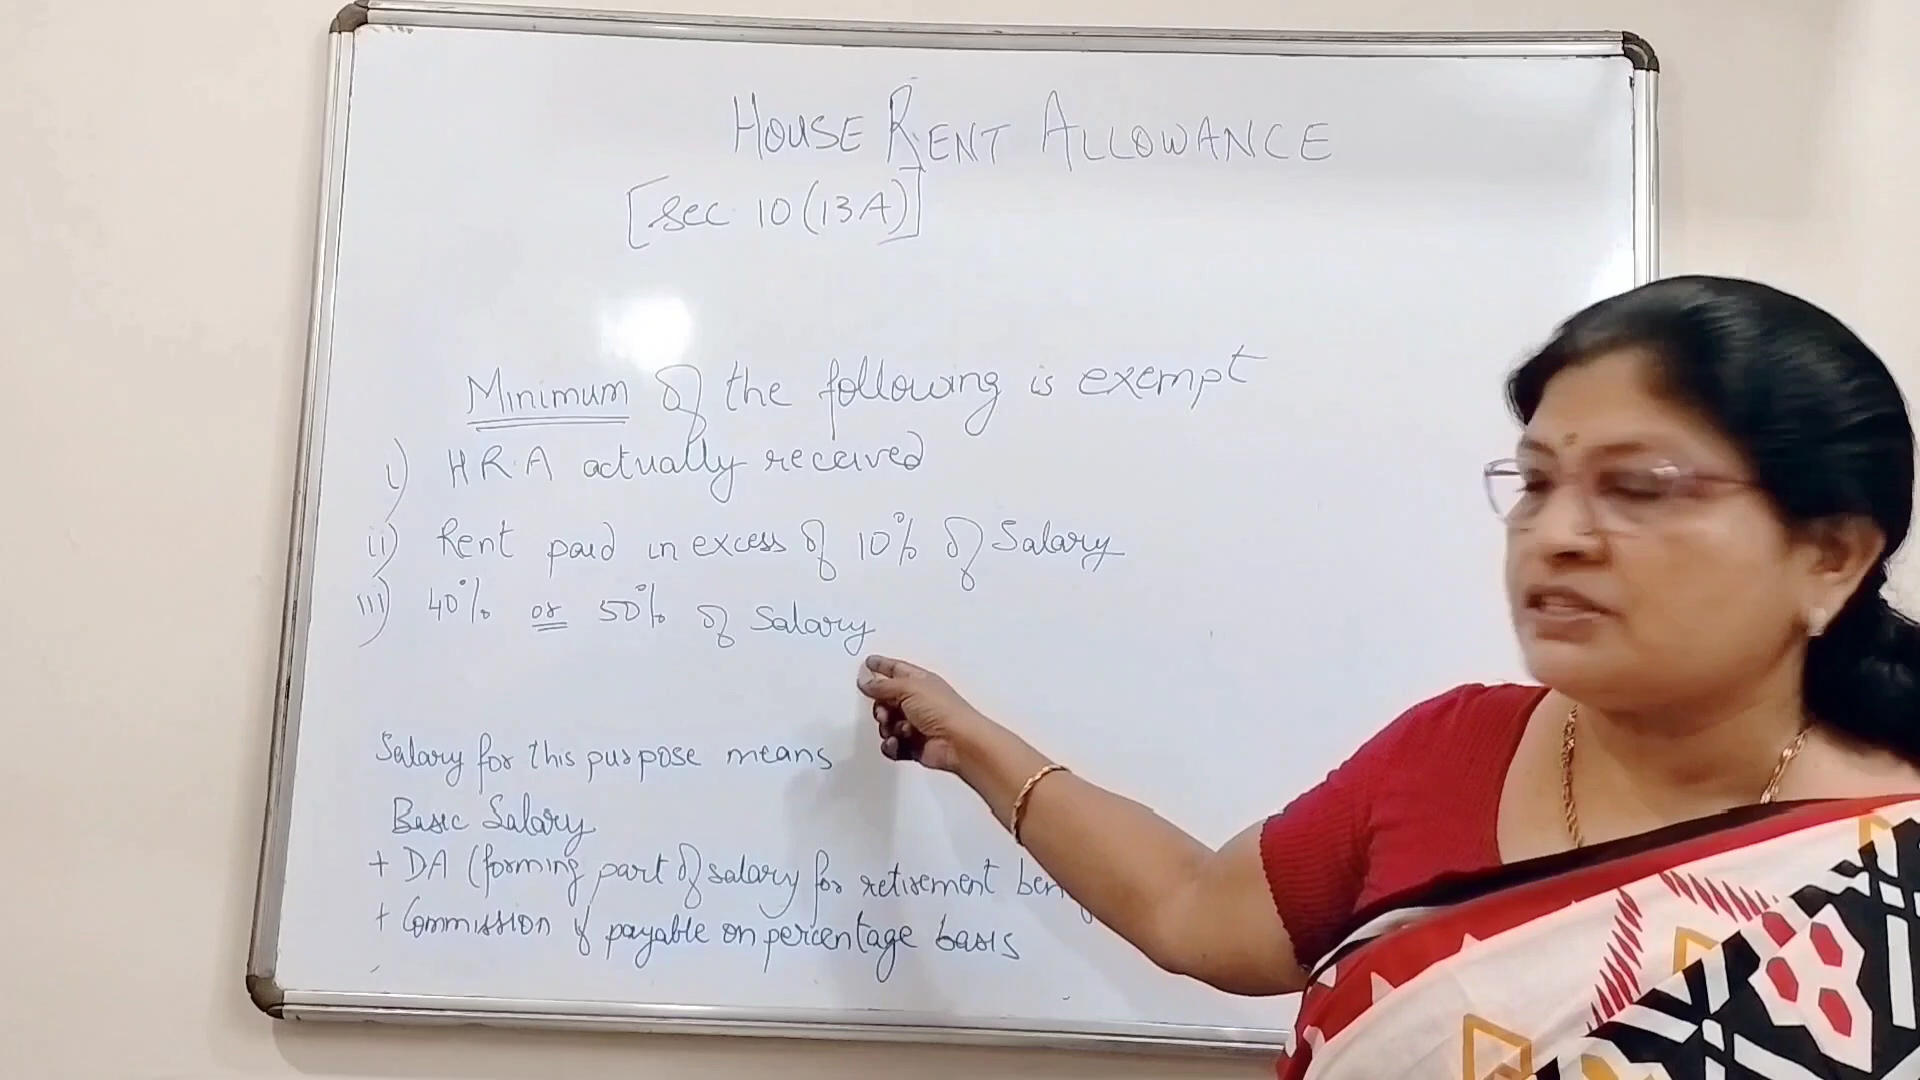 HOUSE RENT ALLOWANCE
[sec 10(13A)]
Minimum of the following is exempt
i) H.R.A actually received
ii) Rent paid in excess of 10% of Salary
iii) 40% or 50% of Salary
Salary for this purpose means
Basic Salary
+ DA (forming part of salary for retirement
+ Commission if payable on percentage basis